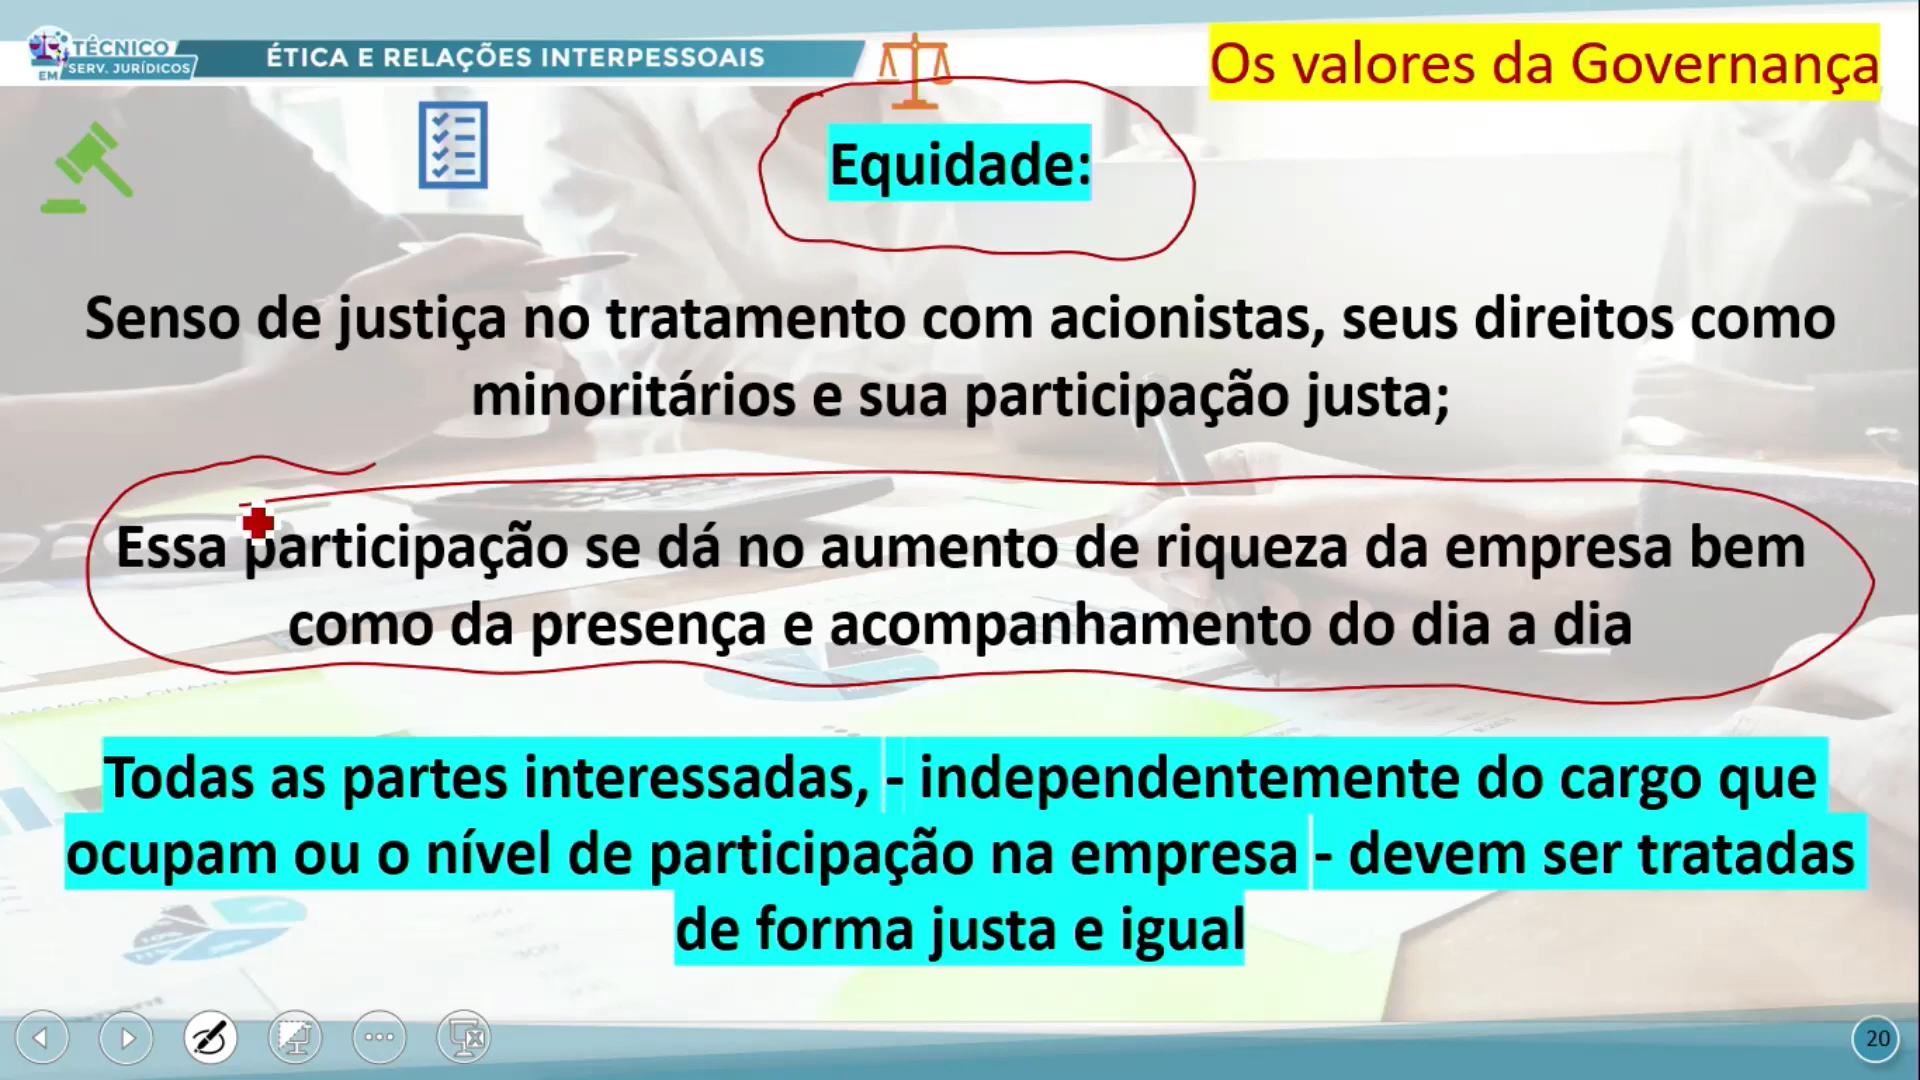 TÉCNICO
EM SERV. JURÍDICOS
ÉTICA E RELAÇÕES INTERPESSOAIS
Os valores da Governança
Equidade:
Senso de justiça no tratamento com acionistas, seus direitos como
minoritários e sua participação justa;
Essa participação se dá no aumento de riqueza da empresa bem
como da presença e acompanhamento do dia a dia
Todas as partes interessadas, - independentemente do cargo que
ocupam ou o nível de participação na empresa - devem ser tratadas
de forma justa e igual
20